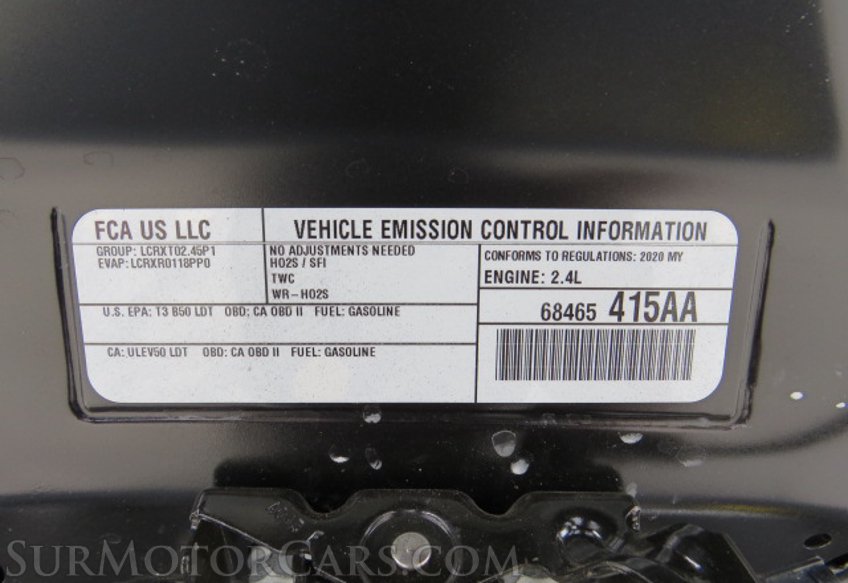 FCA US LLC
VEHICLE EMISSION CONTROL INFORMATION
GROUP: LCRXT02.45P1
EVAP: LCRXR0118PP0
NO ADJUSTMENTS NEEDED
HO2S / SFI
TWC
WR-HO2S
CONFORMS TO REGULATIONS: 2020 MY
ENGINE: 2.4L
U.S. EPA: T3 B50 LDT OBD: CA OBD II FUEL: GASOLINE
68465 415AA
CA: ULEV50 LDT OBD: CA OBD II FUEL: GASOLINE
SURMOTORCARS.COM